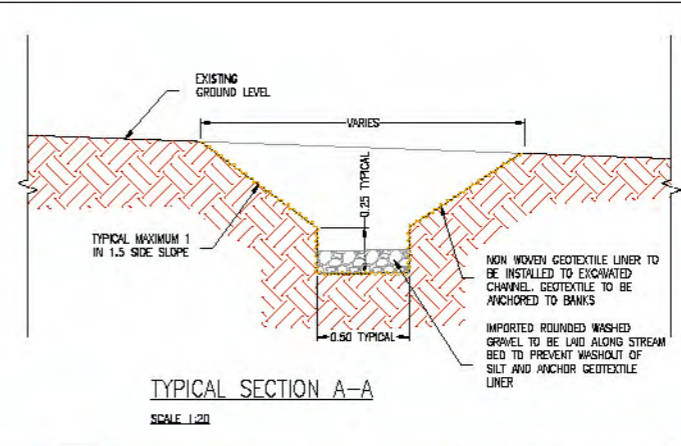 EXISTING
GROUND LEVEL
VARIES
0.25 TYPICAL
TYPICAL MAXIMUM 1
IN 1.5 SIDE SLOPE
NON WOVEN GEOTEXTILE LINER TO
BE INSTALLED TO EXCAVATED
CHANNEL. GEOTEXTILE TO BE
ANCHORED TO BANKS
IMPORTED ROUNDED WASHED
GRAVEL TO BE LAID ALONG STREAM
BED TO PREVENT WASHOUT OF
SILT AND ANCHOR GEOTEXTILE
LINER
0.50 TYPICAL
TYPICAL SECTION A-A
SCALE 1:20